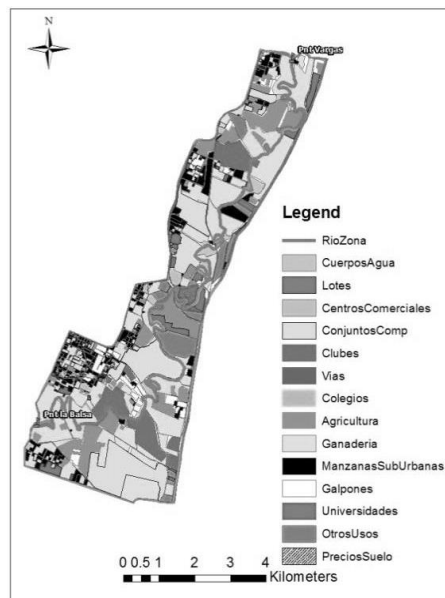 N
Pnt Vargas
Pnt la Balsa
Legend
RioZona
CuerposAgua
Lotes
CentrosComerciales
ConjuntosComp
Clubes
Vias
Colegios
Agricultura
Ganaderia
ManzanasSubUrbanas
Galpones
Universidades
OtrosUsos
PreciosSuelo
0 0.5 1 2 3 4
Kilometers